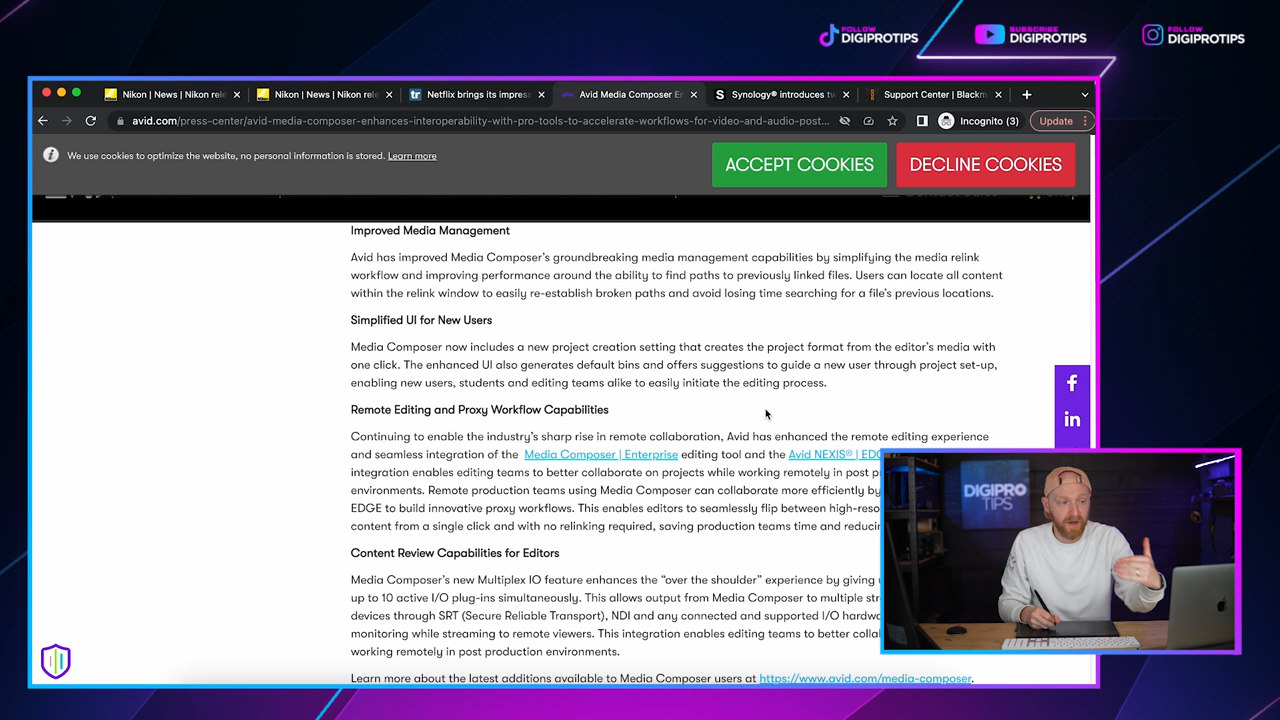 FOLLOW
DIGIPROTIPS
SUBSCRIBE
DIGIPROTIPS
FOLLOW
DIGIPROTIPS
Nikon | News | Nikon rele
Nikon | News | Nikon rele
Netflix brings its impress
Avid Media Composer En
Synology® introduces tw
Support Center | Blackm
avid.com/press-center/avid-media-composer-enhances-interoperability-with-pro-tools-to-accelerate-workflows-for-video-and-audio-post...
Incognito (3)
Update
We use cookies to optimize the website, no personal information is stored. Learn more
ACCEPT COOKIES
DECLINE COOKIES
Improved Media Management
Avid has improved Media Composer's groundbreaking media management capabilities by simplifying the media relink
workflow and improving performance around the ability to find paths to previously linked files. Users can locate all content
within the relink window to easily re-establish broken paths and avoid losing time searching for a file's previous locations.
Simplified UI for New Users
Media Composer now includes a new project creation setting that creates the project format from the editor's media with
one click. The enhanced UI also generates default bins and offers suggestions to guide a new user through project set-up,
enabling new users, students and editing teams alike to easily initiate the editing process.
Remote Editing and Proxy Workflow Capabilities
Continuing to enable the industry's sharp rise in remote collaboration, Avid has enhanced the remote editing experience
and seamless integration of the Media Composer | Enterprise editing tool and the Avid NEXIS® | EDG
integration enables editing teams to better collaborate on projects while working remotely in post p
environments. Remote production teams using Media Composer can collaborate more efficiently by
EDGE to build innovative proxy workflows. This enables editors to seamlessly flip between high-reso
content from a single click and with no relinking required, saving production teams time and reducin
Content Review Capabilities for Editors
Media Composer's new Multiplex IO feature enhances the “over the shoulder” experience by giving u
up to 10 active I/O plug-ins simultaneously. This allows output from Media Composer to multiple str
devices through SRT (Secure Reliable Transport), NDI and any connected and supported I/O hardwa
monitoring while streaming to remote viewers. This integration enables editing teams to better colla
working remotely in post production environments.
Learn more about the latest additions available to Media Composer users at https://www.avid.com/media-composer.
f
in
DIGIPRO
TIPS